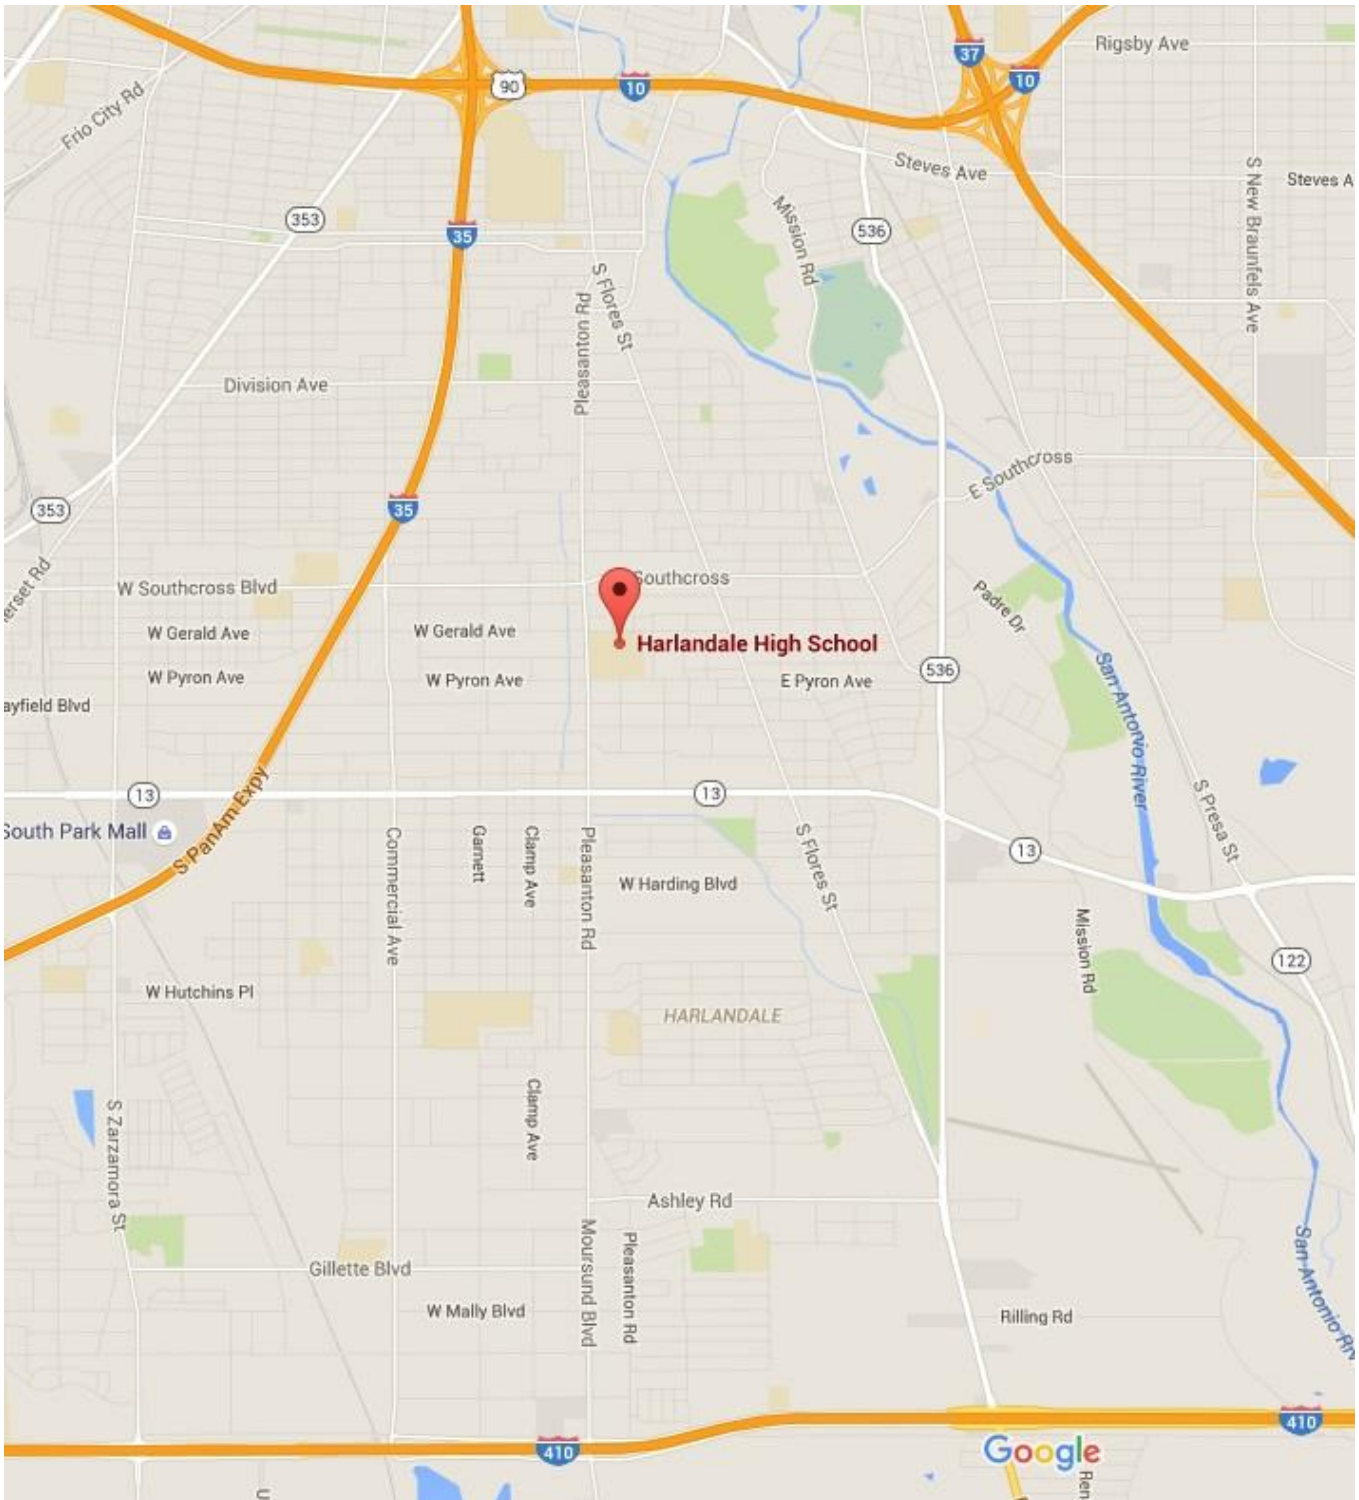 37
Rigsby Ave
90
10
10
Frio City Rd
Steves Ave
S New Braunfels Ave
Steves A
353
35
Mission Rd
536
S Flores St
Pleasanton Rd
Division Ave
E Southcross
353
35
erset Rd
W Southcross Blvd
Southcross
Padre Dr
W Gerald Ave
W Gerald Ave
Harlandale High School
W Pyron Ave
W Pyron Ave
E Pyron Ave
536
San Antonio River
ayfield Blvd
13
13
S Presa St
South Park Mall
S PanAm Expy
Commercial Ave
Garnett
Clamp Ave
Pleasanton Rd
S Flores St
13
W Harding Blvd
Mission Rd
122
W Hutchins Pl
HARLANDALE
Clamp Ave
S Zarzamora St
Ashley Rd
Moursund Blvd
Pleasanton Rd
San Antonio Riv
Gillette Blvd
W Mally Blvd
Rilling Rd
410
410
Google
Ren